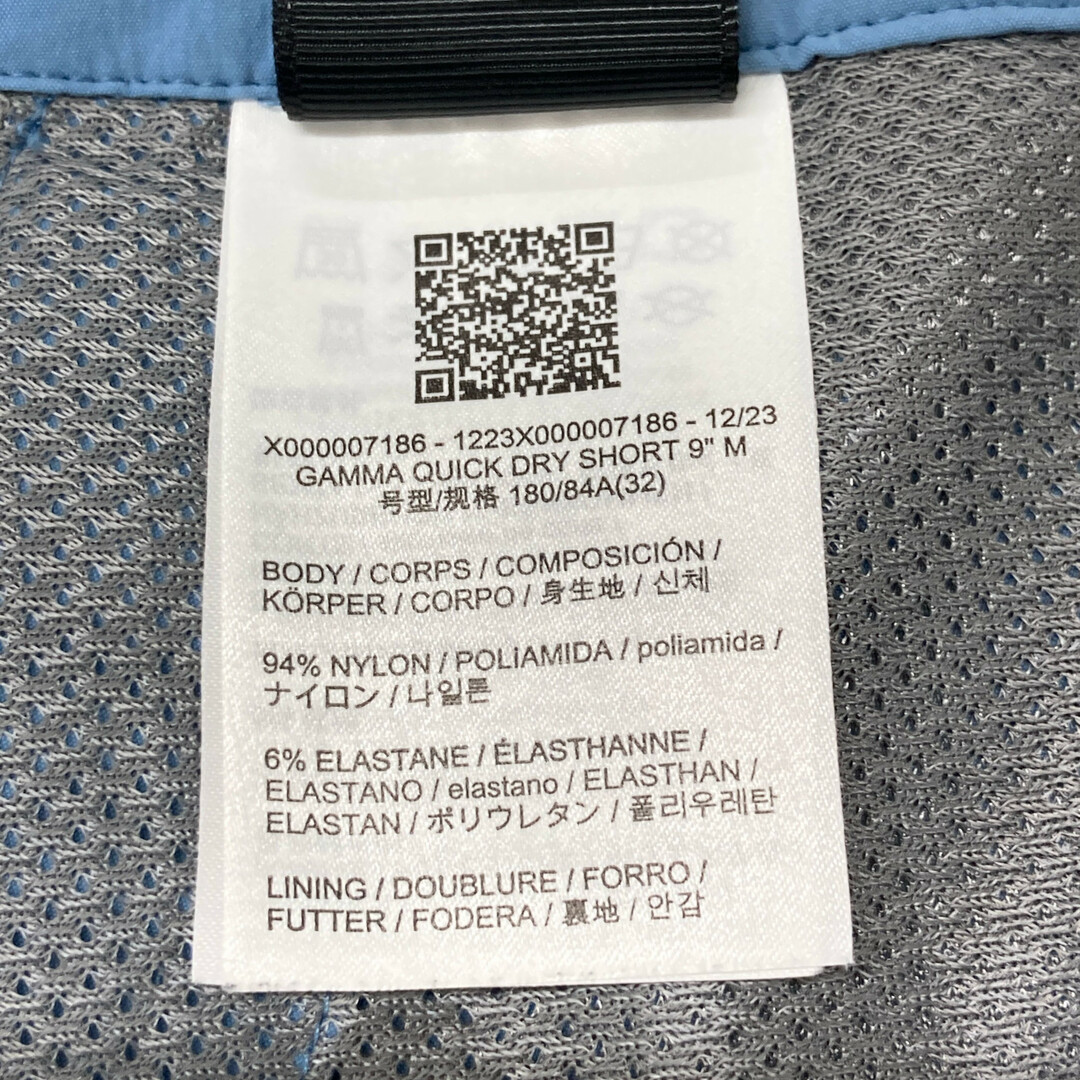 X000007186 - 1223X000007186 - 12/23
GAMMA QUICK DRY SHORT 9" M
号型/规格 180/84A(32)
BODY / CORPS / COMPOSICIÓN /
KÖRPER / CORPO / 身生地 / 신체
94% NYLON / POLIAMIDA / poliamida /
ナイロン / 나일론
6% ELASTANE / ÉLASTHANNE /
ELASTANO / elastano / ELASTHAN /
ELASTAN / ポリウレタン / 폴리우레탄
LINING / DOUBLURE / FORRO /
FUTTER / FODERA / 裏地 / 안감